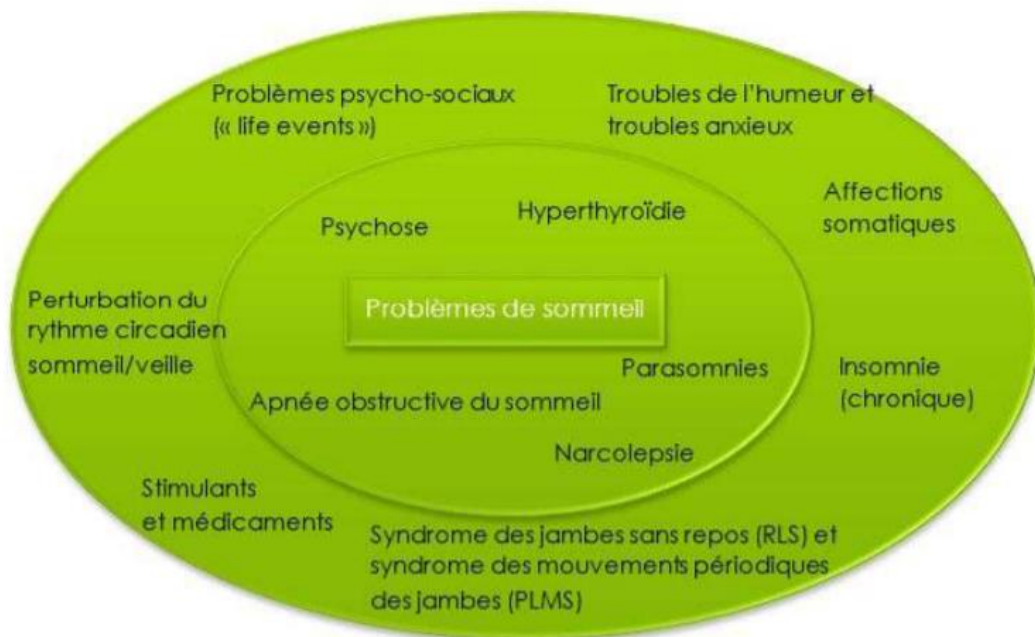 Problèmes psycho-sociaux
(« life events »)
Troubles de l'humeur et
troubles anxieux
Affections
somatiques
Hyperthyroïdie
Psychose
Problèmes de sommeil
Perturbation du
rythme circadien
sommeil/veille
Parasomnies
Insomnie
(chronique)
Apnée obstructive du sommeil
Narcolepsie
Stimulants
et médicaments
Syndrome des jambes sans repos (RLS) et
syndrome des mouvements périodiques
des jambes (PLMS)